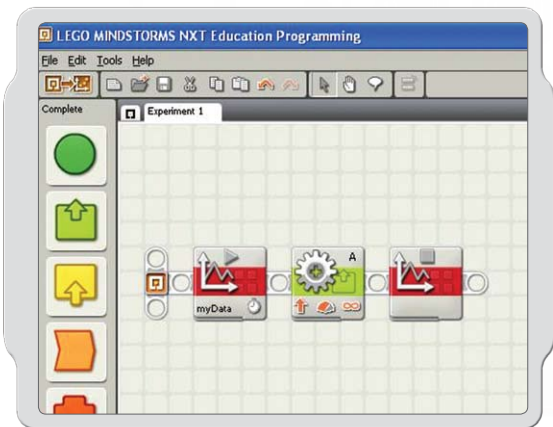 LEGO MINDSTORMS NXT Education Programming
File Edit Tools Help
Complete
Experiment 1
A
myData